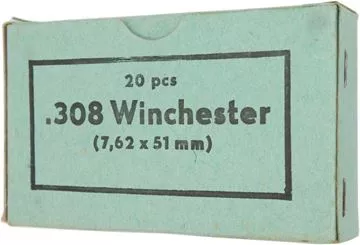 20 pcs
.308 Winchester
(7,62 x 51 mm)